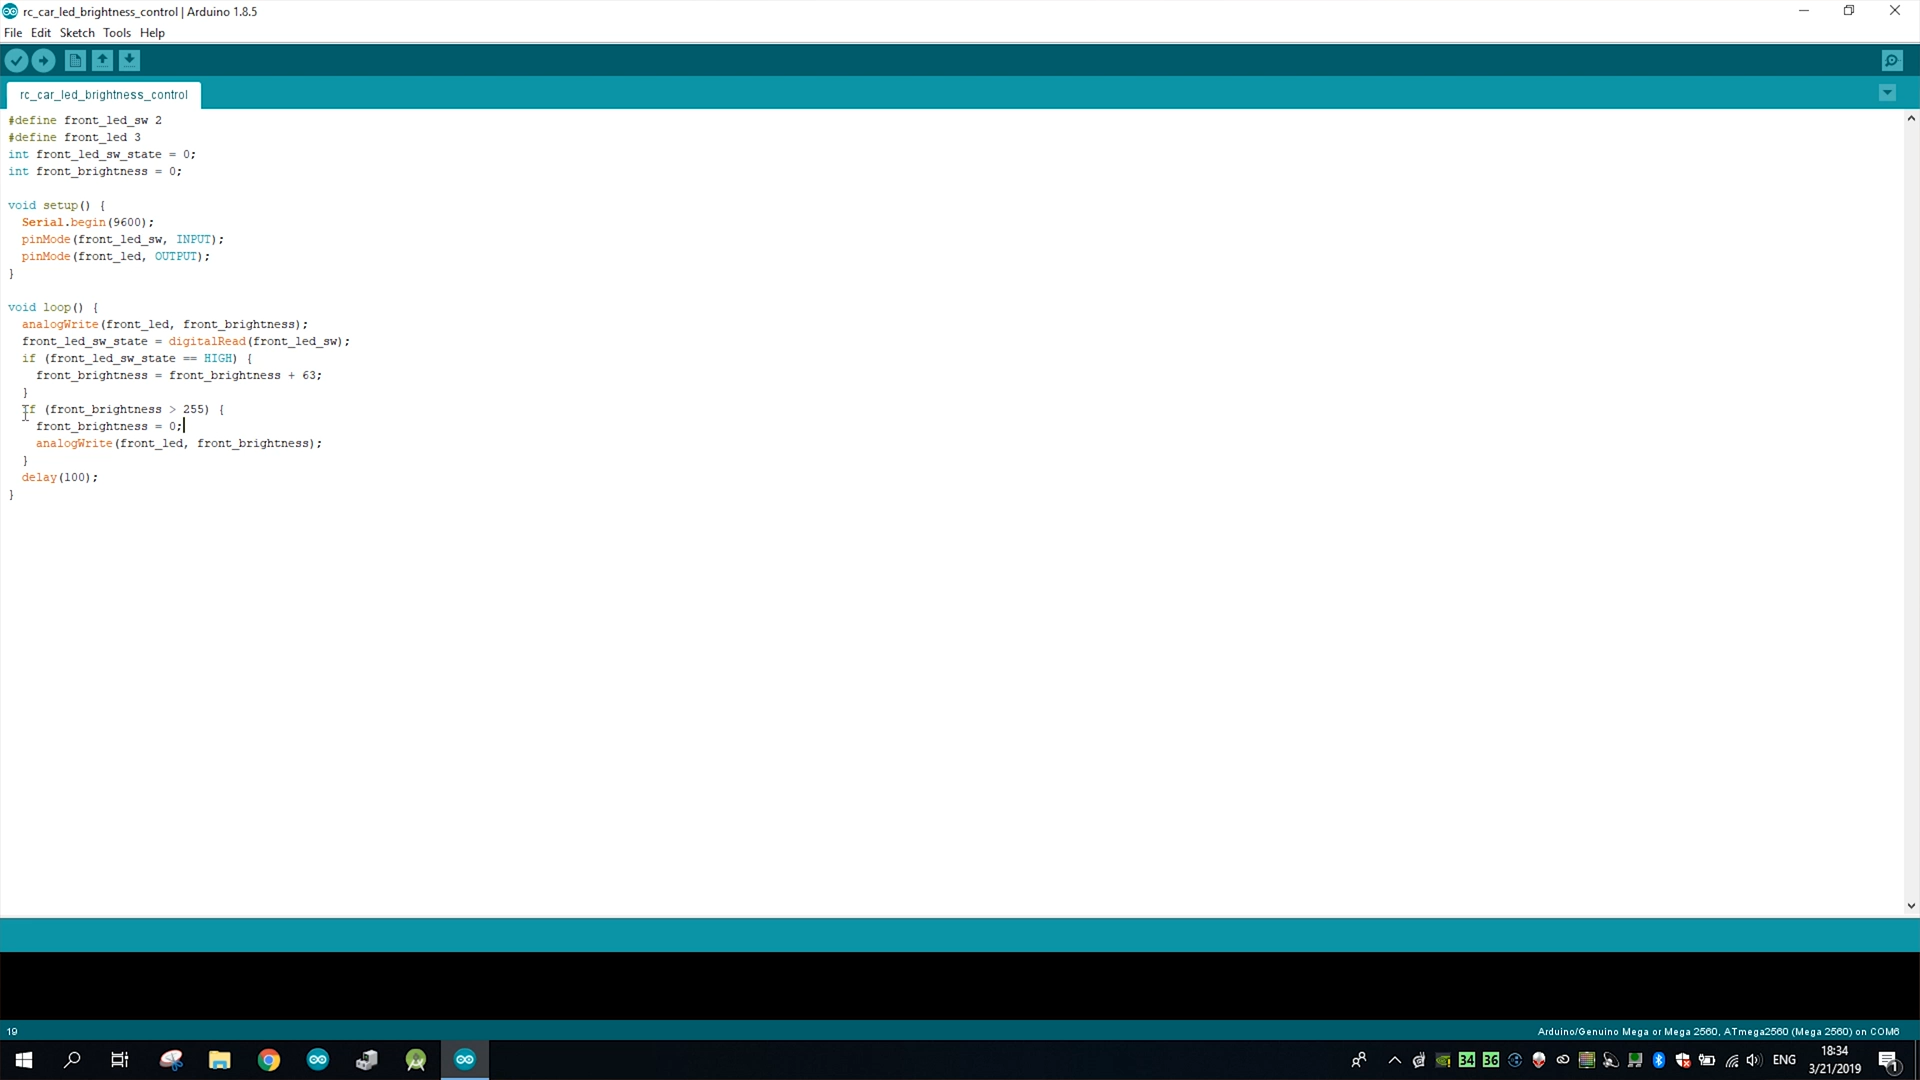 rc_car_led_brightness_control | Arduino 1.8.5
File Edit Sketch Tools Help
rc_car_led_brightness_control
#define front_led_sw 2
#define front_led 3
int front_led_sw_state = 0;
int front_brightness = 0;
void setup() {
Serial.begin(9600);
pinMode(front_led_sw, INPUT);
pinMode(front_led, OUTPUT);
}
void loop() {
analogWrite(front_led, front_brightness);
front_led_sw_state = digitalRead(front_led_sw);
if (front_led_sw_state == HIGH) {
front_brightness = front_brightness + 63;
}
if (front_brightness > 255) {
front_brightness = 0;
analogWrite(front_led, front_brightness);
}
delay(100);
}
19
Arduino/Genuino Mega or Mega 2560, ATmega2560 (Mega 2560) on COM6
34 36 ENG
18:34
3/21/2019
1